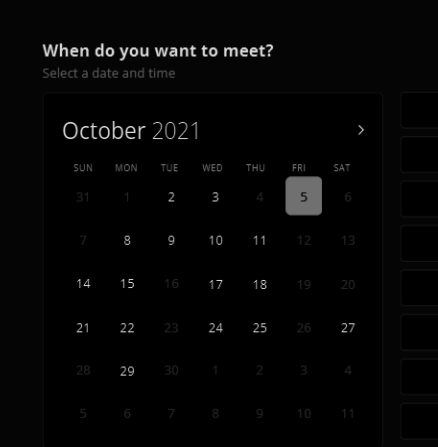 When do you want to meet?
Select a date and time
October 2021
SUN MON TUE WED THU FRI SAT
31 1 2 3 4 5 6
7 8 9 10 11 12 13
14 15 16 17 18 19 20
21 22 23 24 25 26 27
28 29 30 1 2 3 4
5 6 7 8 9 10 11